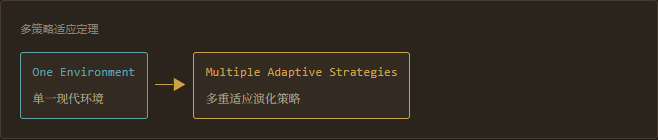 多策略适应定理
One Environment
单一现代环境
Multiple Adaptive Strategies
多重适应演化策略